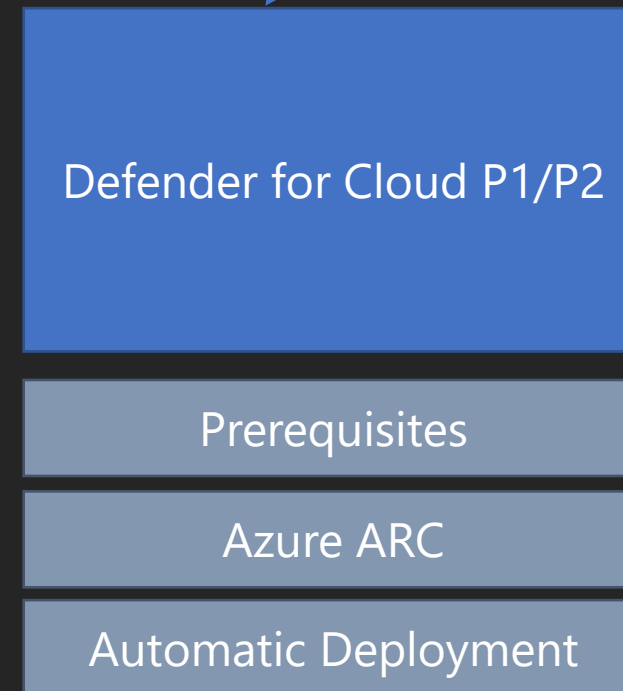 Defender for Cloud P1/P2
Prerequisites
Azure ARC
Automatic Deployment